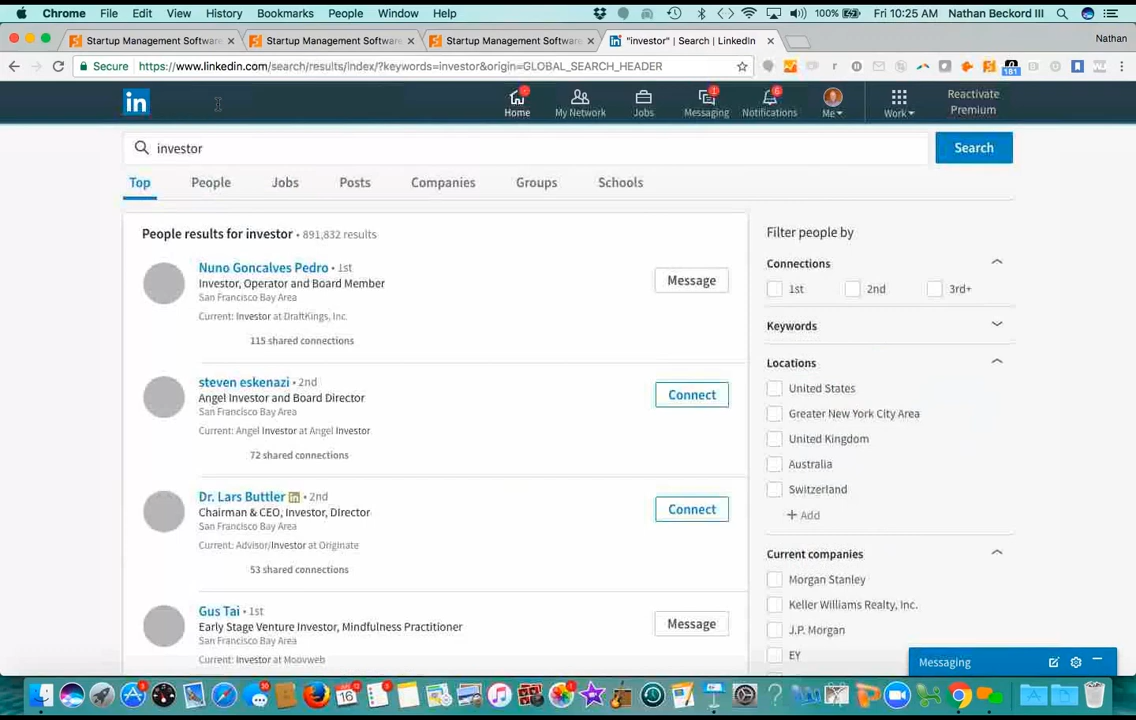 Chrome File Edit View History Bookmarks People Window Help 100% Fri 10:25 AM Nathan Beckord III
Startup Management Software Startup Management Software Startup Management Software "investor" | Search | LinkedIn Nathan
Secure https://www.linkedin.com/search/results/index/?keywords=investor&origin=GLOBAL_SEARCH_HEADER 181
in Home My Network Jobs 1 Messaging 6 Notifications Me Work Reactivate Premium
investor Search
Top People Jobs Posts Companies Groups Schools
People results for investor • 891,832 results
Nuno Goncalves Pedro • 1st
Investor, Operator and Board Member
San Francisco Bay Area
Current: Investor at DraftKings, Inc.
115 shared connections
Message
steven eskenazi • 2nd
Angel Investor and Board Director
San Francisco Bay Area
Current: Angel Investor at Angel Investor
72 shared connections
Connect
Dr. Lars Buttler in • 2nd
Chairman & CEO, Investor, DIrector
San Francisco Bay Area
Current: Advisor/Investor at Originate
53 shared connections
Connect
Gus Tai • 1st
Early Stage Venture Investor, Mindfulness Practitioner
San Francisco Bay Area
Current: Investor at Moovweb
Message
Filter people by
Connections
1st 2nd 3rd+
Keywords
Locations
United States
Greater New York City Area
United Kingdom
Australia
Switzerland
+ Add
Current companies
Morgan Stanley
Keller Williams Realty, Inc.
J.P. Morgan
EY
Messaging
16